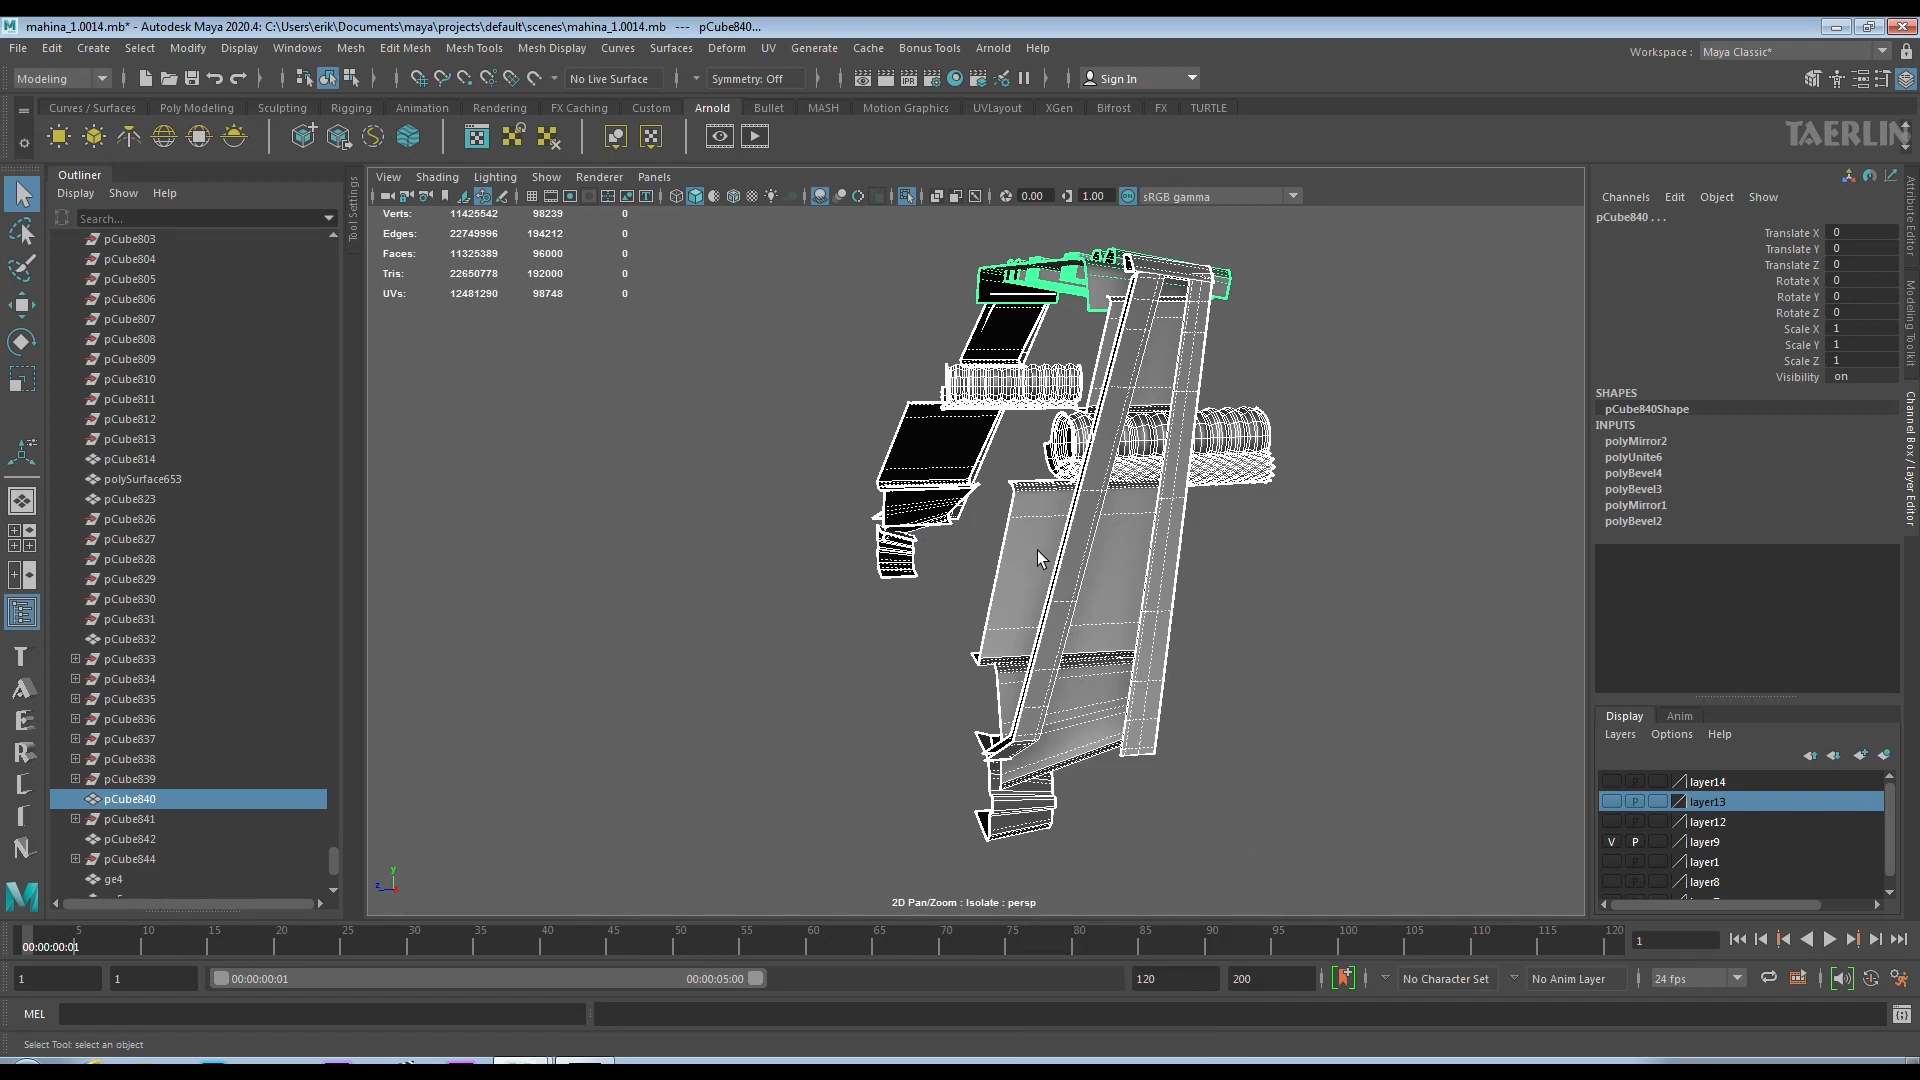 mahina_1.0014.mb* - Autodesk Maya 2020.4: C:\Users\erik\Documents\maya\projects\default\scenes\mahina_1.0014.mb --- pCube840...
File Edit Create Select Modify Display Windows Mesh Edit Mesh Mesh Tools Mesh Display Curves Surfaces Deform UV Generate Cache Bonus Tools Arnold Help
Workspace : Maya Classic*
Modeling No Live Surface Symmetry: Off Sign In
Curves / Surfaces Poly Modeling Sculpting Rigging Animation Rendering FX Caching Custom Arnold Bullet MASH Motion Graphics UVLayout XGen Bifrost FX TURTLE
TAERLIN
Outliner
Display Show Help
Search...
pCube803
pCube804
pCube805
pCube806
pCube807
pCube808
pCube809
pCube810
pCube811
pCube812
pCube813
pCube814
polySurface653
pCube823
pCube826
pCube827
pCube828
pCube829
pCube830
pCube831
pCube832
pCube833
pCube834
pCube835
pCube836
pCube837
pCube838
pCube839
pCube840
pCube841
pCube842
pCube844
ge4
Tool Settings
View Shading Lighting Show Renderer Panels
0.00 1.00 sRGB gamma
Verts: 11425542 98239 0
Edges: 22749996 194212 0
Faces: 11325389 96000 0
Tris: 22650778 192000 0
UVs: 12481290 98748 0
y
z
2D Pan/Zoom : Isolate : persp
Channels Edit Object Show
pCube840 . . .
Translate X 0
Translate Y 0
Translate Z 0
Rotate X 0
Rotate Y 0
Rotate Z 0
Scale X 1
Scale Y 1
Scale Z 1
Visibility on
SHAPES
pCube840Shape
INPUTS
polyMirror2
polyUnite6
polyBevel4
polyBevel3
polyMirror1
polyBevel2
Attribute Editor
Modeling Toolkit
Channel Box / Layer Editor
Display Anim
Layers Options Help
P layer14
P layer13
P layer12
V P layer9
P layer1
P layer8
5 10 15 20 25 30 35 40 45 50 55 60 65 70 75 80 85 90 95 100 105 110 115 120
00:00:00:01
1
1 1 00:00:00:01 00:00:05:00 120 200 No Character Set No Anim Layer 24 fps
MEL
Select Tool: select an object